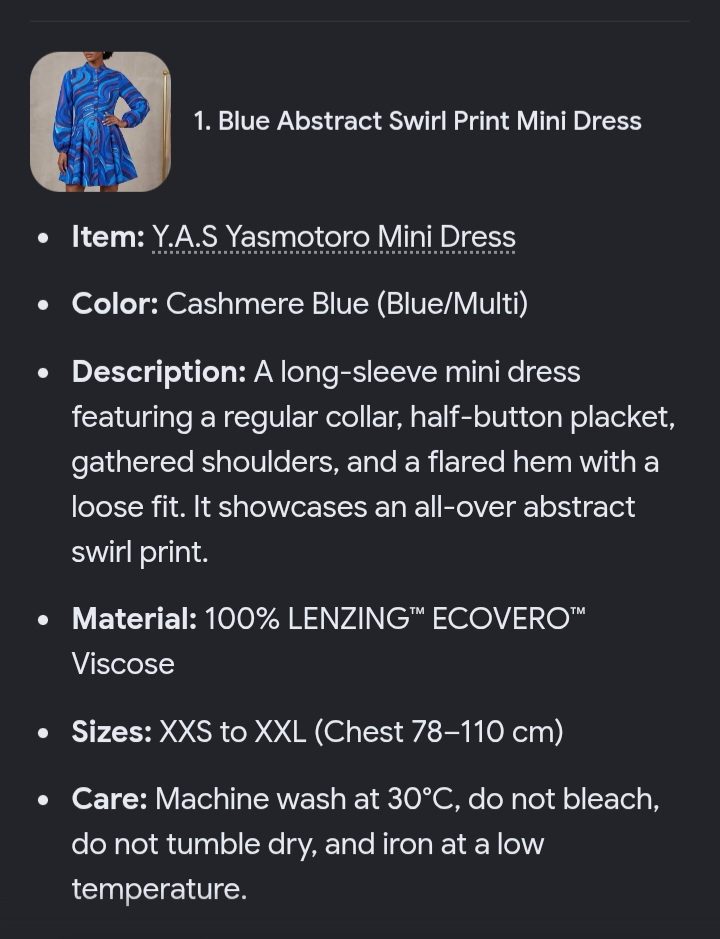 1. Blue Abstract Swirl Print Mini Dress
Item: Y.A.S Yasmotoro Mini Dress
Color: Cashmere Blue (Blue/Multi)
Description: A long-sleeve mini dress
featuring a regular collar, half-button placket,
gathered shoulders, and a flared hem with a
loose fit. It showcases an all-over abstract
swirl print.
Material: 100% LENZING™ ECOVERO™
Viscose
Sizes: XXS to XXL (Chest 78–110 cm)
Care: Machine wash at 30°C, do not bleach,
do not tumble dry, and iron at a low
temperature.